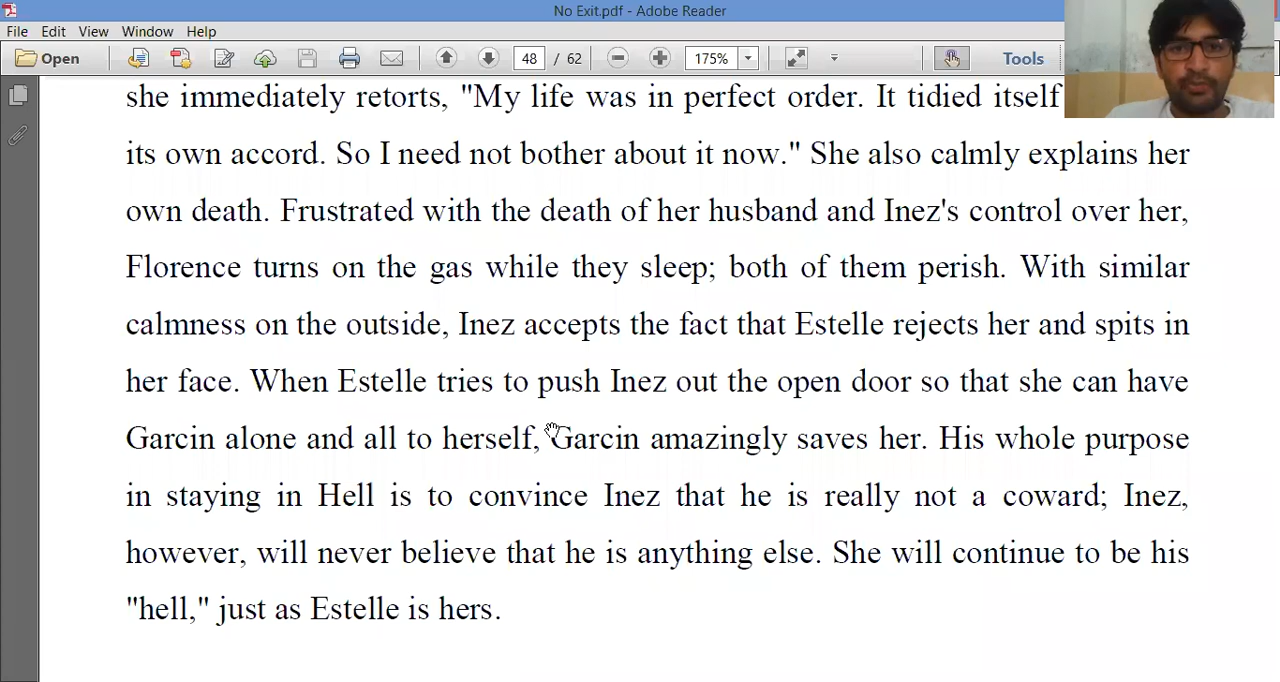 No Exit.pdf - Adobe Reader
File Edit View Window Help
Open 48 / 62 175% Tools
she immediately retorts, "My life was in perfect order. It tidied itself
its own accord. So I need not bother about it now." She also calmly explains her
own death. Frustrated with the death of her husband and Inez's control over her,
Florence turns on the gas while they sleep; both of them perish. With similar
calmness on the outside, Inez accepts the fact that Estelle rejects her and spits in
her face. When Estelle tries to push Inez out the open door so that she can have
Garcin alone and all to herself, Garcin amazingly saves her. His whole purpose
in staying in Hell is to convince Inez that he is really not a coward; Inez,
however, will never believe that he is anything else. She will continue to be his
"hell," just as Estelle is hers.